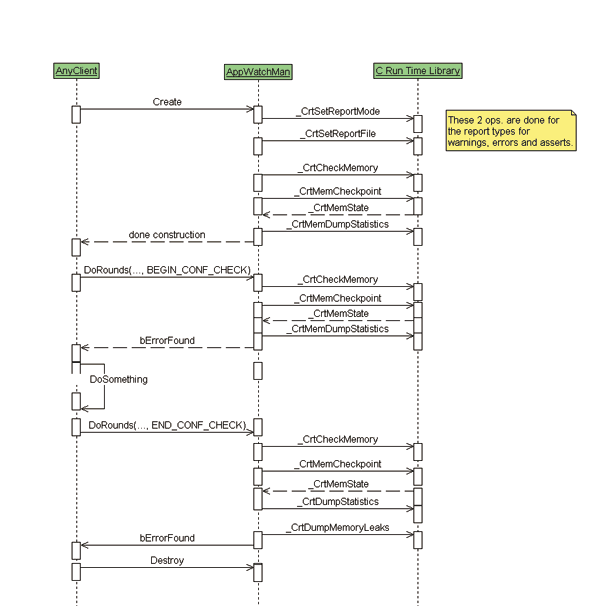 AnyClient
AppWatchMan
C Run Time Library
Create
_CrtSetReportMode
These 2 ops. are done for
the report types for
warnings, errors and asserts.
_CrtSetReportFile
_CrtCheckMemory
_CrtMemCheckpoint
_CrtMemState
_CrtMemDumpStatistics
done construction
DoRounds(..., BEGIN_CONF_CHECK)
_CrtCheckMemory
_CrtMemCheckpoint
_CrtMemState
_CrtMemDumpStatistics
bErrorFound
DoSomething
DoRounds(..., END_CONF_CHECK)
_CrtCheckMemory
_CrtMemCheckpoint
_CrtMemState
_CrtDumpStatistics
_CrtDumpMemoryLeaks
bErrorFound
Destroy